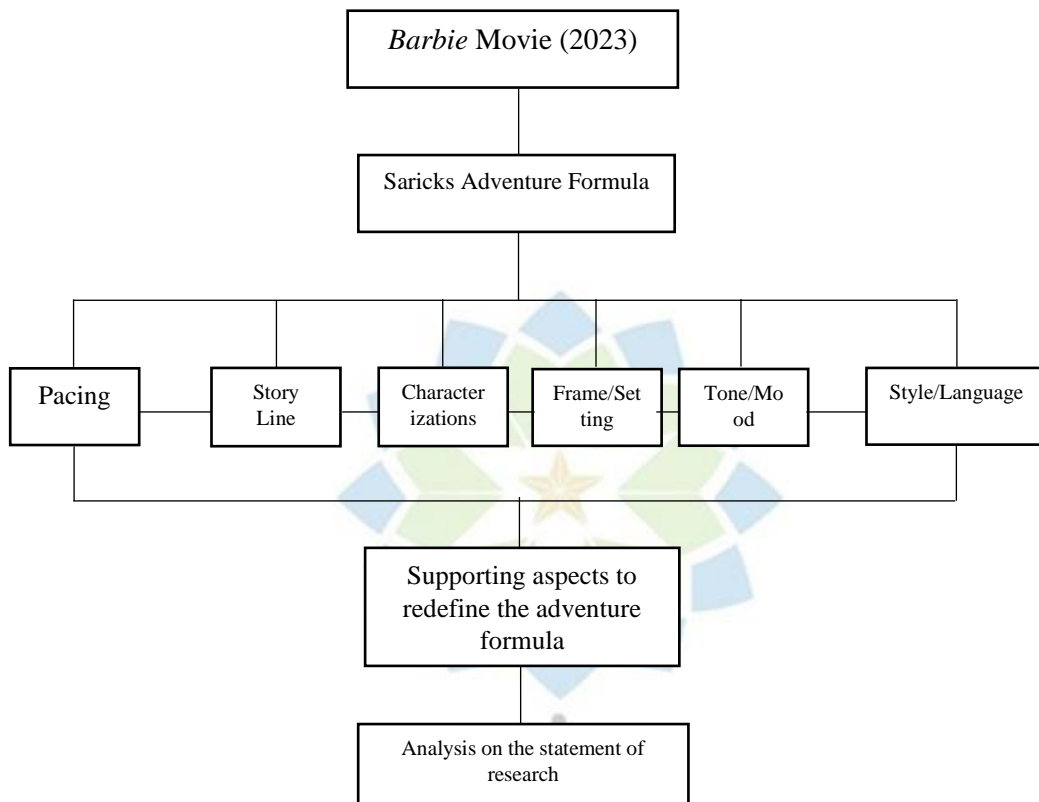 Barbie Movie (2023)
Saricks Adventure Formula
Pacing
Story
Line
Character
izations
Frame/Set
ting
Tone/Mo
od
Style/Language
Supporting aspects to
redefine the adventure
formula
Analysis on the statement of
research